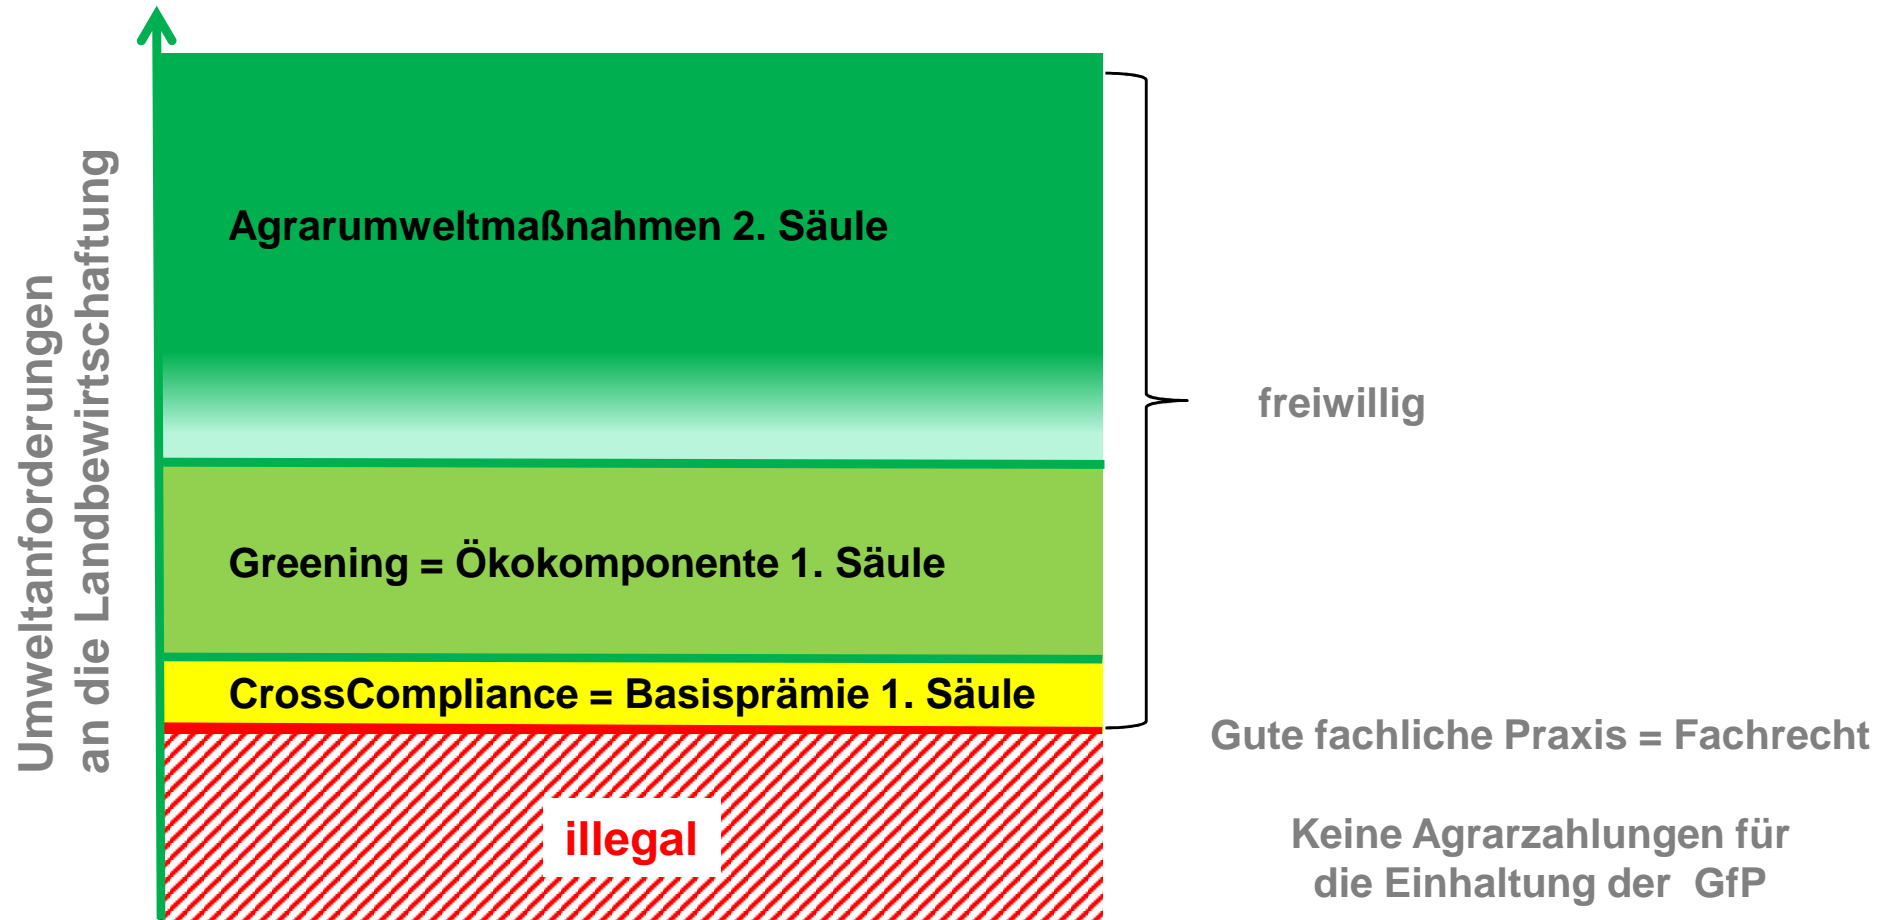 Umweltanforderungen
an die Landbewirtschaftung
Agrarumweltmaßnahmen 2. Säule
freiwillig
Greening = Ökokomponente 1. Säule
CrossCompliance = Basisprämie 1. Säule
Gute fachliche Praxis = Fachrecht
illegal
Keine Agrarzahlungen für
die Einhaltung der GfP